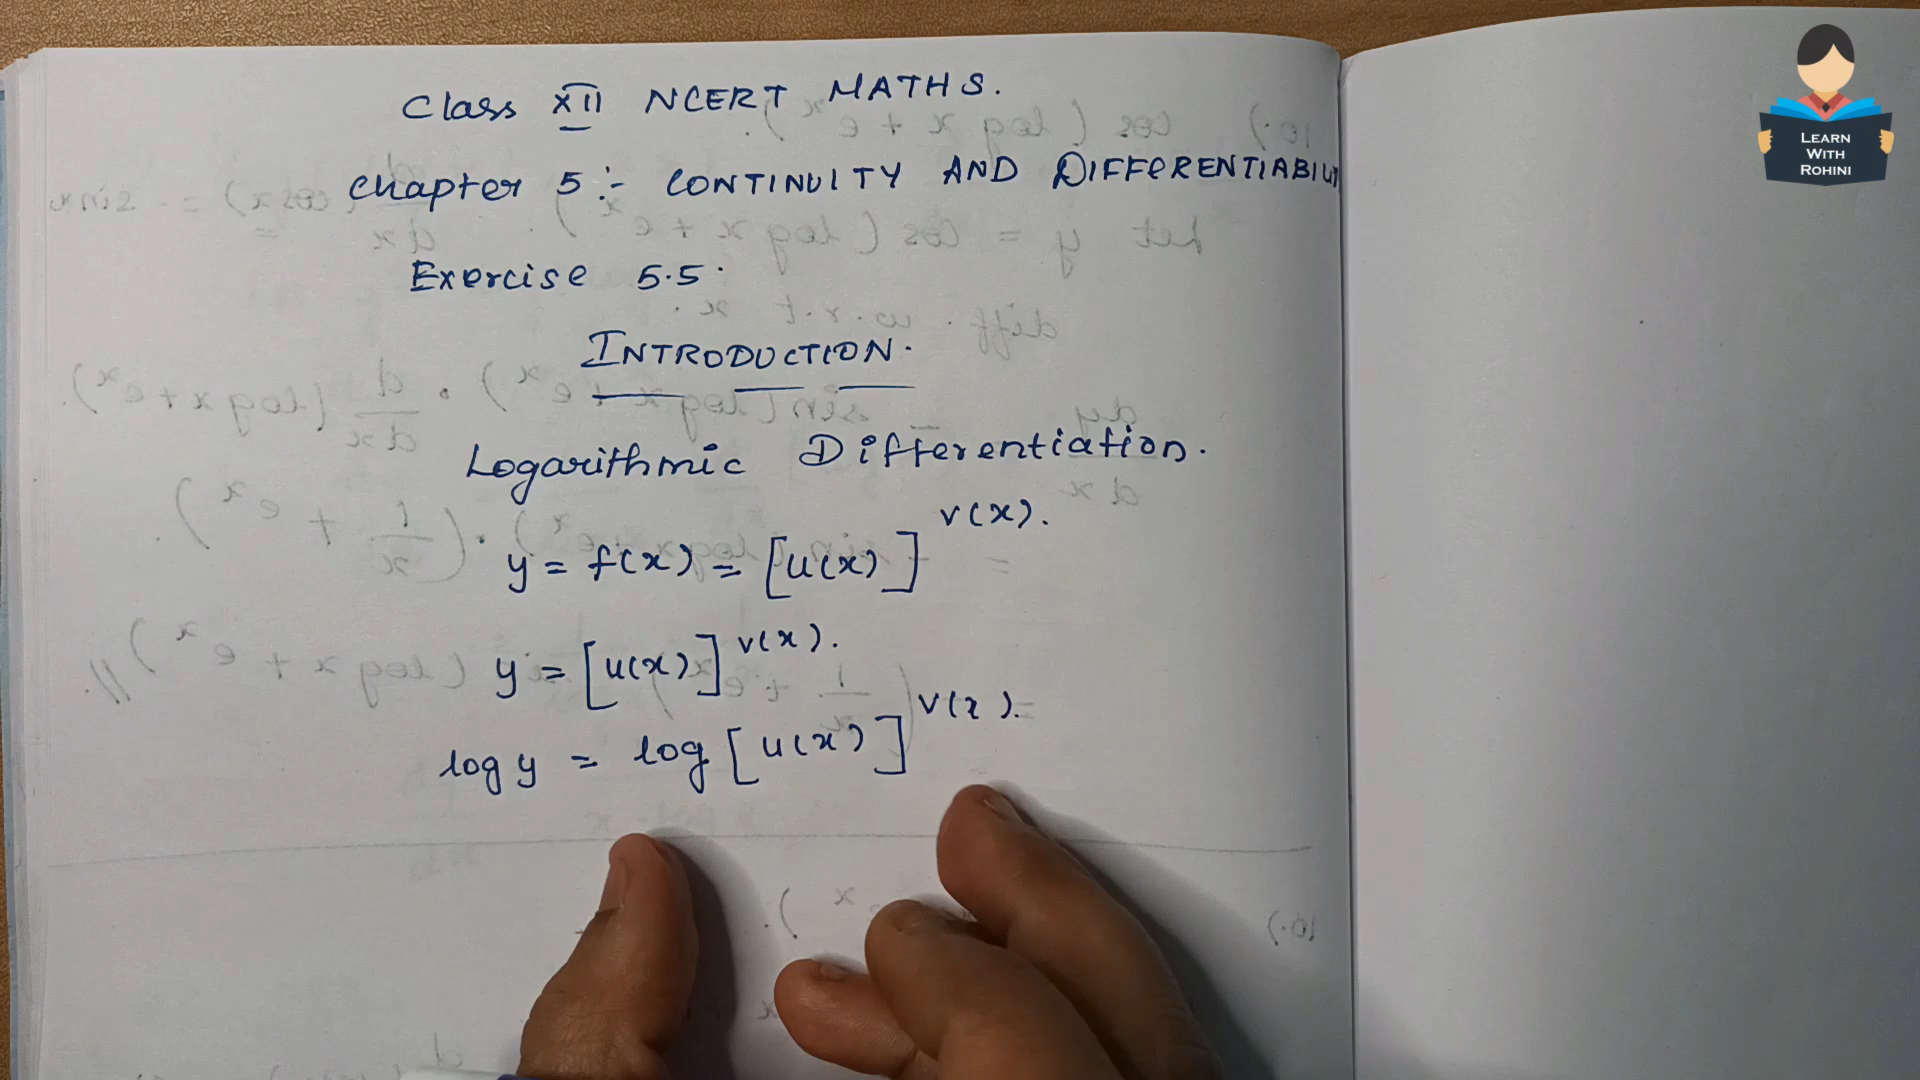 Class XII NCERT MATHS.
Chapter 5 :- CONTINUITY AND DIFFERENTIABILIT
Exercise 5.5.
INTRODUCTION.
Logarithmic Differentiation.
y = f(x) = [u(x)]^v(x).
y = [u(x)]^v(x).
log y = log [u(x)]^v(x).
LEARN
WITH
ROHINI